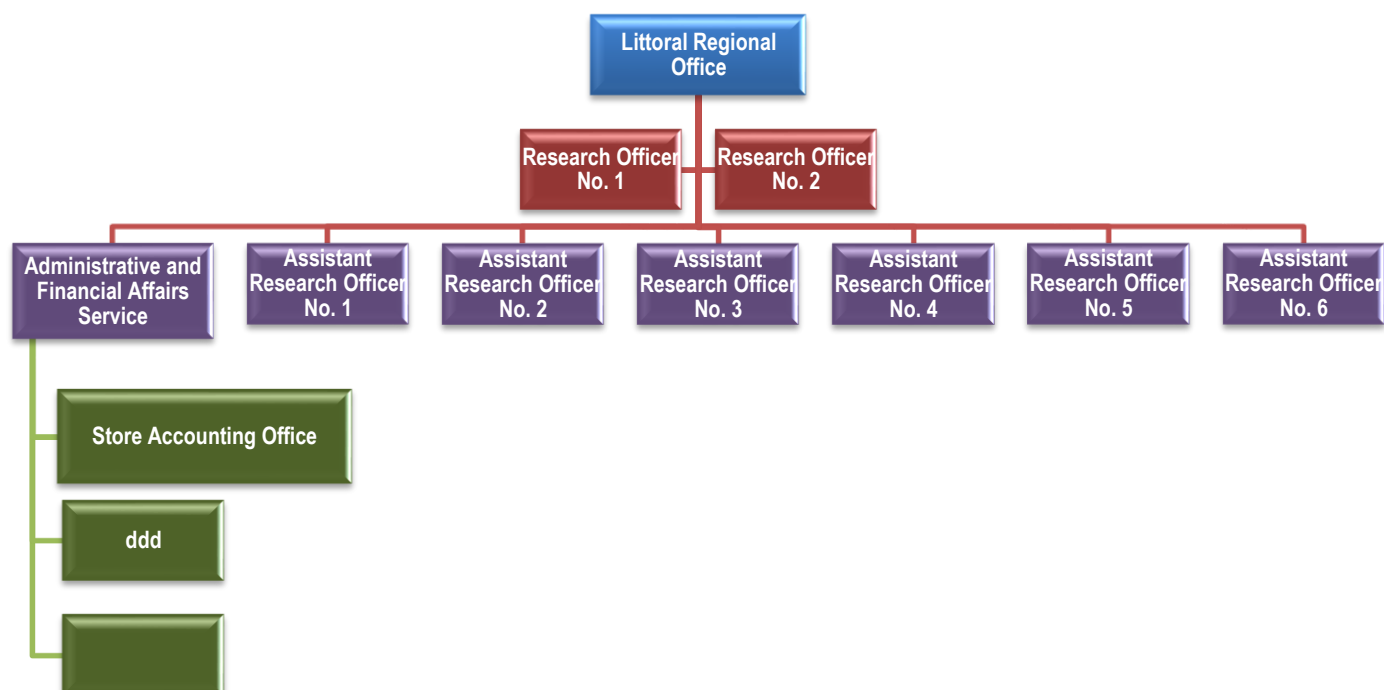 Littoral Regional
Office
Research Officer
No. 1
Research Officer
No. 2
Administrative and
Financial Affairs
Service
Assistant
Research Officer
No. 1
Assistant
Research Officer
No. 2
Assistant
Research Officer
No. 3
Assistant
Research Officer
No. 4
Assistant
Research Officer
No. 5
Assistant
Research Officer
No. 6
Store Accounting Office
ddd